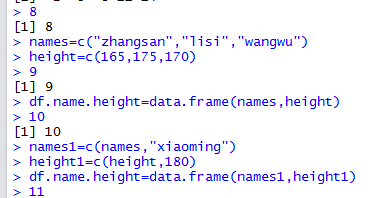 > 8
[1] 8
> names=c("zhangsan","lisi","wangwu")
> height=c(165,175,170)
> 9
[1] 9
> df.name.height=data.frame(names,height)
> 10
[1] 10
> names1=c(names,"xiaoming")
> height1=c(height,180)
> df.name.height=data.frame(names1,height1)
> 11